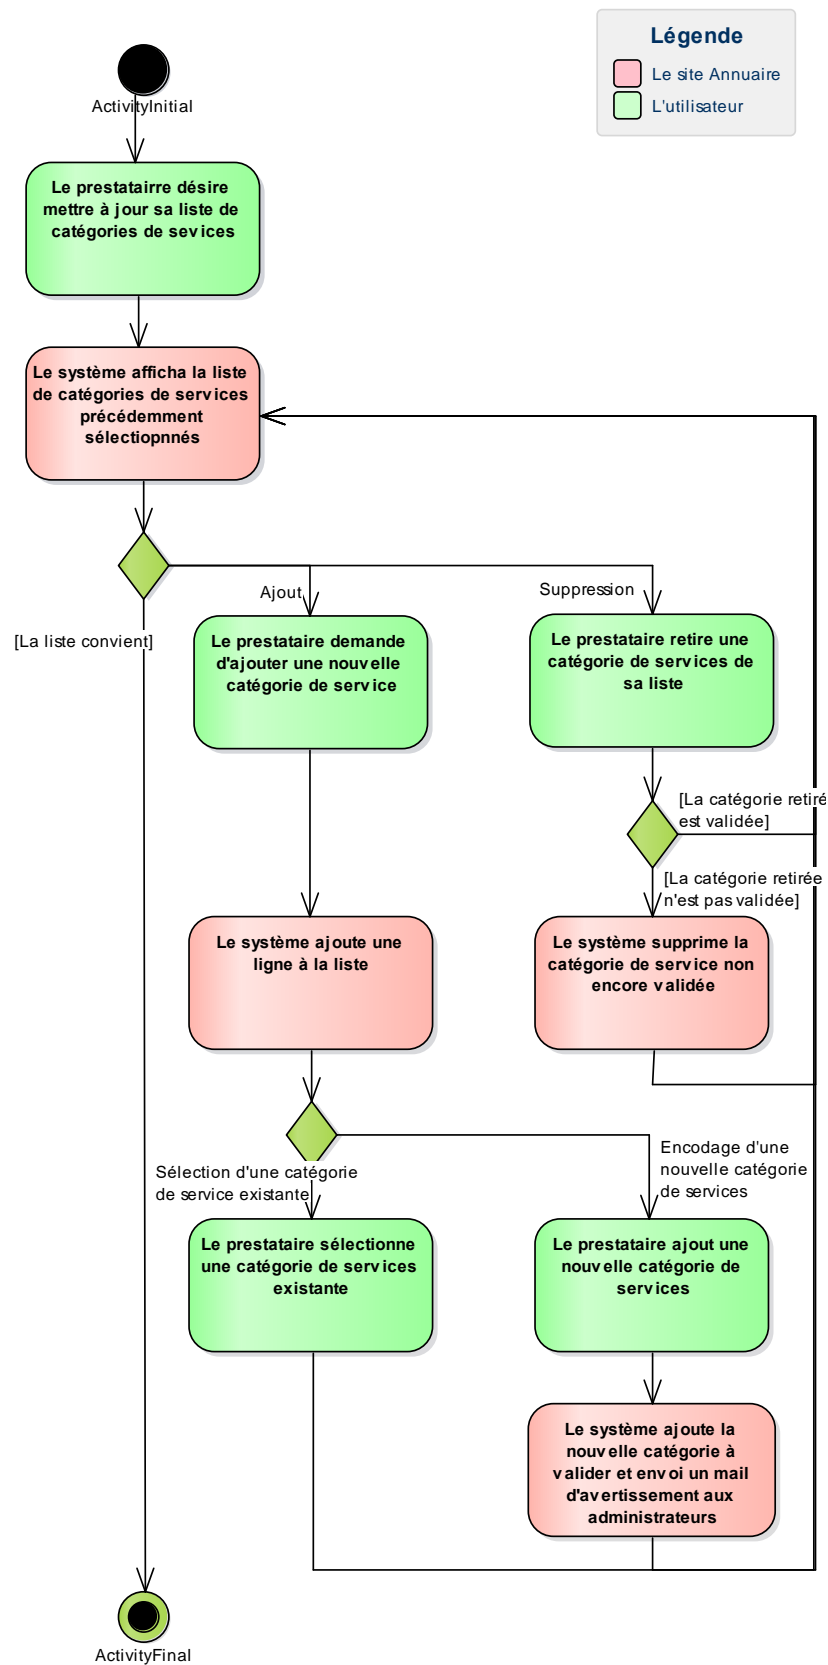 Légende
Le site Annuaire
L'utilisateur
ActivityInitial
Le prestatairre désire
mettre à jour sa liste de
catégories de sevices
Le système afficha la liste
de catégories de services
précédemment
sélectiopnnés
Ajout
Suppression
[La liste convient]
Le prestataire demande
d'ajouter une nouvelle
catégorie de service
Le prestataire retire une
catégorie de services de
sa liste
[La catégorie retiré
est validée]
[La catégorie retirée
n'est pas validée]
Le système ajoute une
ligne à la liste
Le système supprime la
catégorie de service non
encore validée
Sélection d'une catégorie
de service existante
Encodage d'une
nouvelle catégorie
de services
Le prestataire sélectionne
une catégorie de services
existante
Le prestataire ajout une
nouvelle catégorie de
services
Le système ajoute la
nouvelle catégorie à
valider et envoi un mail
d'avertissement aux
administrateurs
ActivityFinal